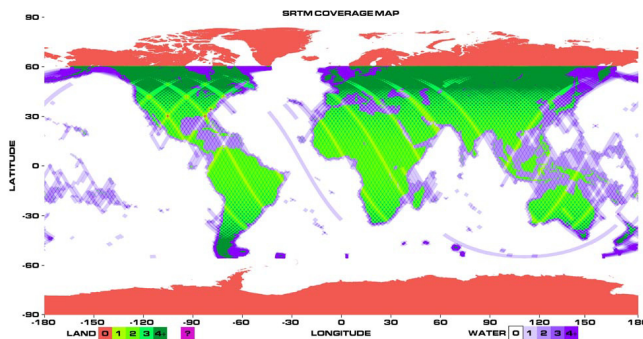 SRTM COVERAGE MAP
90
60
30
0
-30
-60
-90
LATITUDE
-180 -150 -120 -90 -60 -30 0 30 60 90 120 150 180
LAND 0 1 2 3 4+ ? LONGITUDE WATER 0 1 2 3 4+